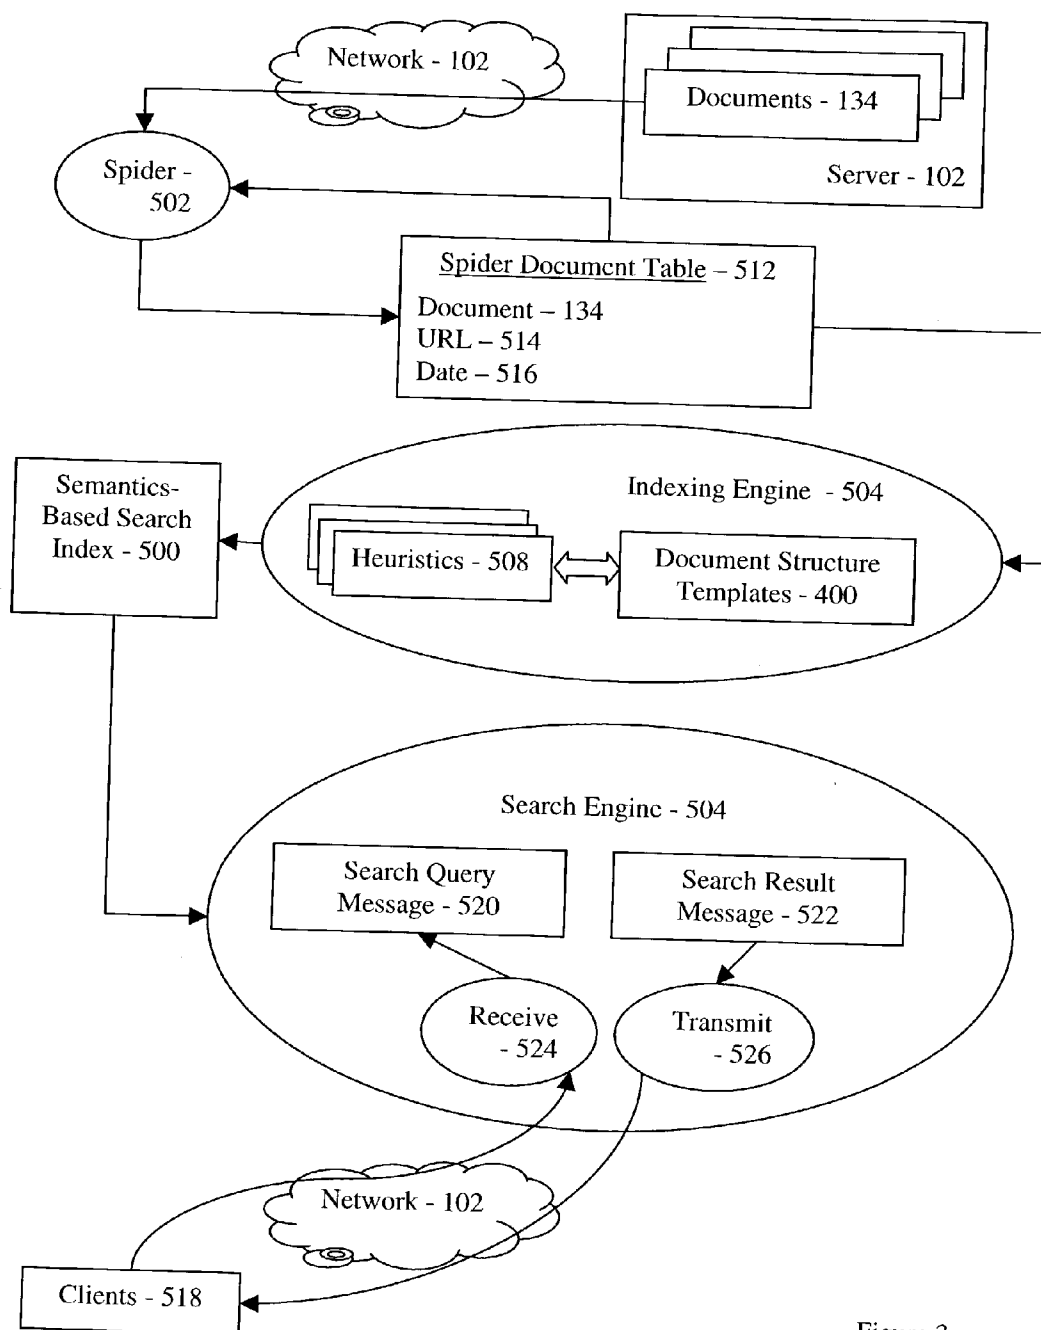 Network - 102
Documents - 134
Server - 102
Spider -
502
Spider Document Table – 512
Document – 134
URL – 514
Date – 516
Semantics-
Based Search
Index - 500
Indexing Engine - 504
Heuristics - 508
Document Structure
Templates - 400
Search Engine - 504
Search Query
Message - 520
Search Result
Message - 522
Receive
- 524
Transmit
- 526
Network - 102
Clients - 518